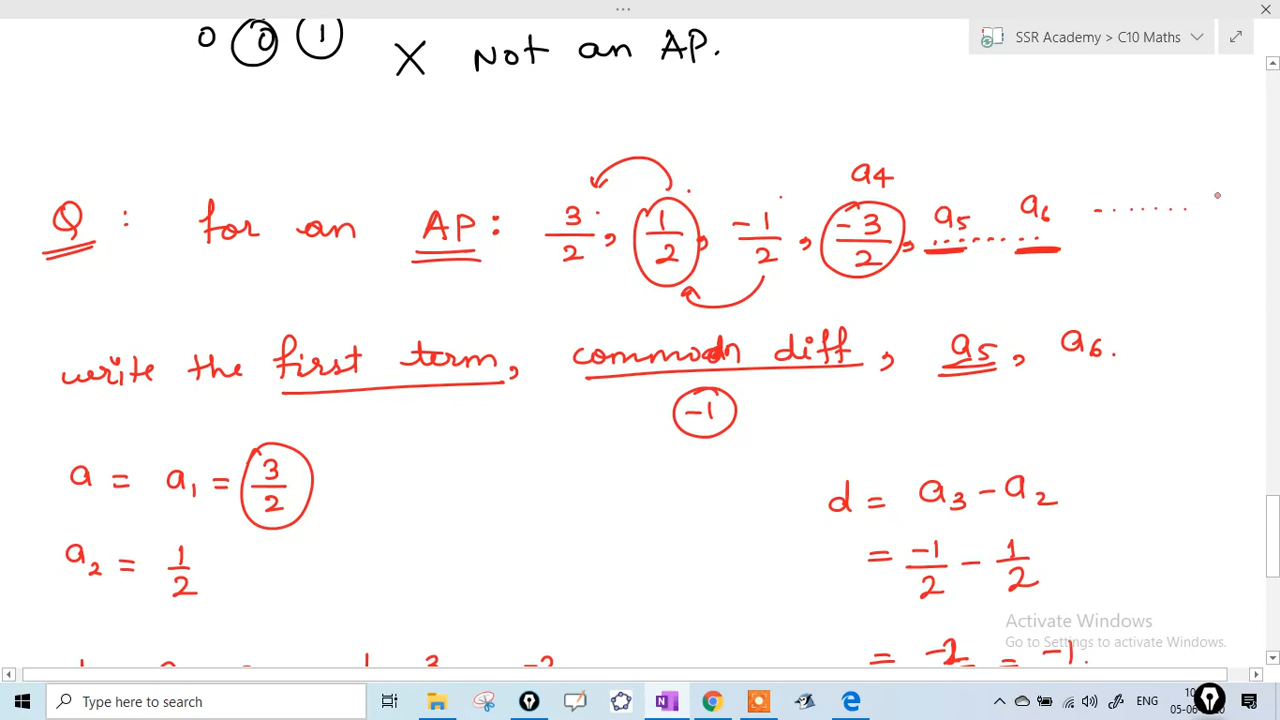 ...
SSR Academy > C10 Maths
0 0 1 X Not an AP.
a4
Q : for an AP: 3/2, 1/2, -1/2, -3/2, a5 a6 ........
write the first term, common diff, a5, a6.
-1
a = a1 = 3/2
d = a3 - a2
a2 = 1/2
= -1/2 - 1/2
= -2 = -1.
Activate Windows
Go to Settings to activate Windows.
Type here to search